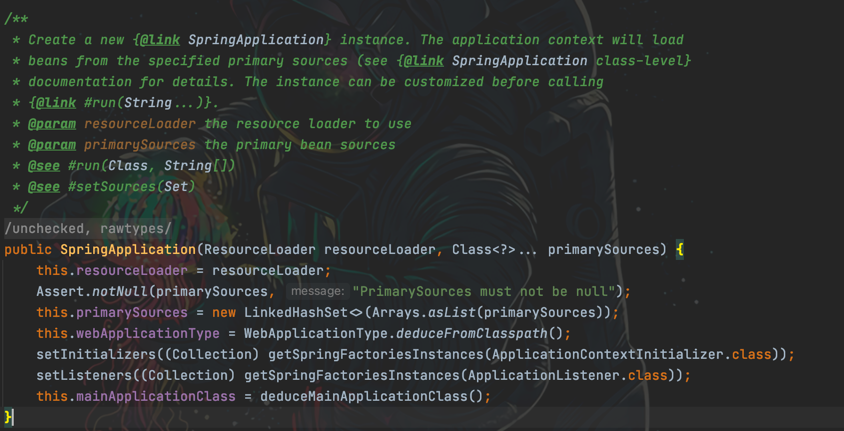 /**
* Create a new {@link SpringApplication} instance. The application context will load
* beans from the specified primary sources (see {@link SpringApplication class-level}
* documentation for details. The instance can be customized before calling
* {@link #run(String...)}.
* @param resourceLoader the resource loader to use
* @param primarySources the primary bean sources
* @see #run(Class, String[])
* @see #setSources(Set)
*/
/unchecked, rawtypes/
public SpringApplication(ResourceLoader resourceLoader, Class<?>... primarySources) {
this.resourceLoader = resourceLoader;
Assert.notNull(primarySources, message: "PrimarySources must not be null");
this.primarySources = new LinkedHashSet<>(Arrays.asList(primarySources));
this.webApplicationType = WebApplicationType.deduceFromClasspath();
setInitializers((Collection) getSpringFactoriesInstances(ApplicationContextInitializer.class));
setListeners((Collection) getSpringFactoriesInstances(ApplicationListener.class));
this.mainApplicationClass = deduceMainApplicationClass();
}